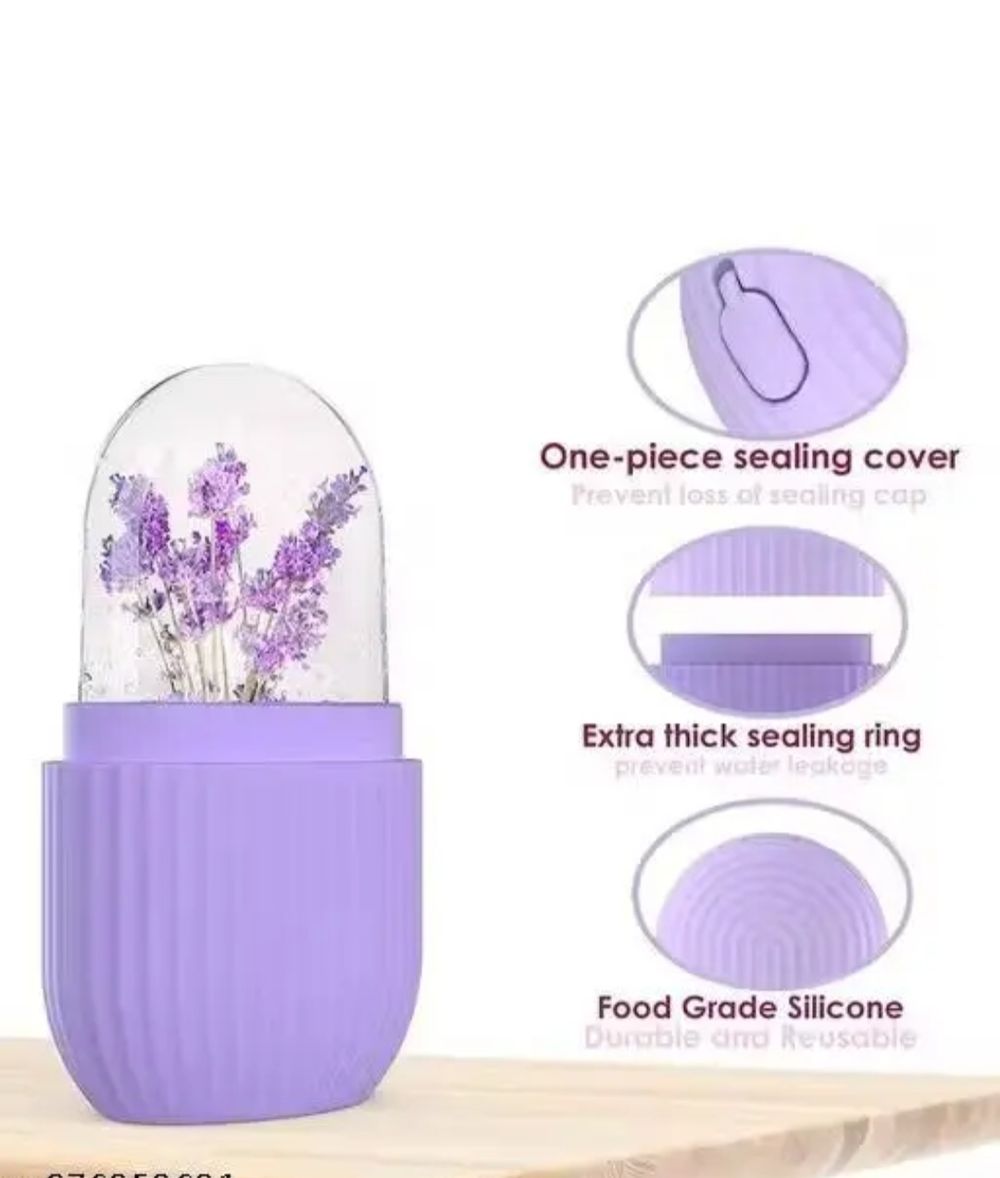 One-piece sealing cover
Prevent loss of sealing cap
Extra thick sealing ring
prevent water leakage
Food Grade Silicone
Durable and Reusable